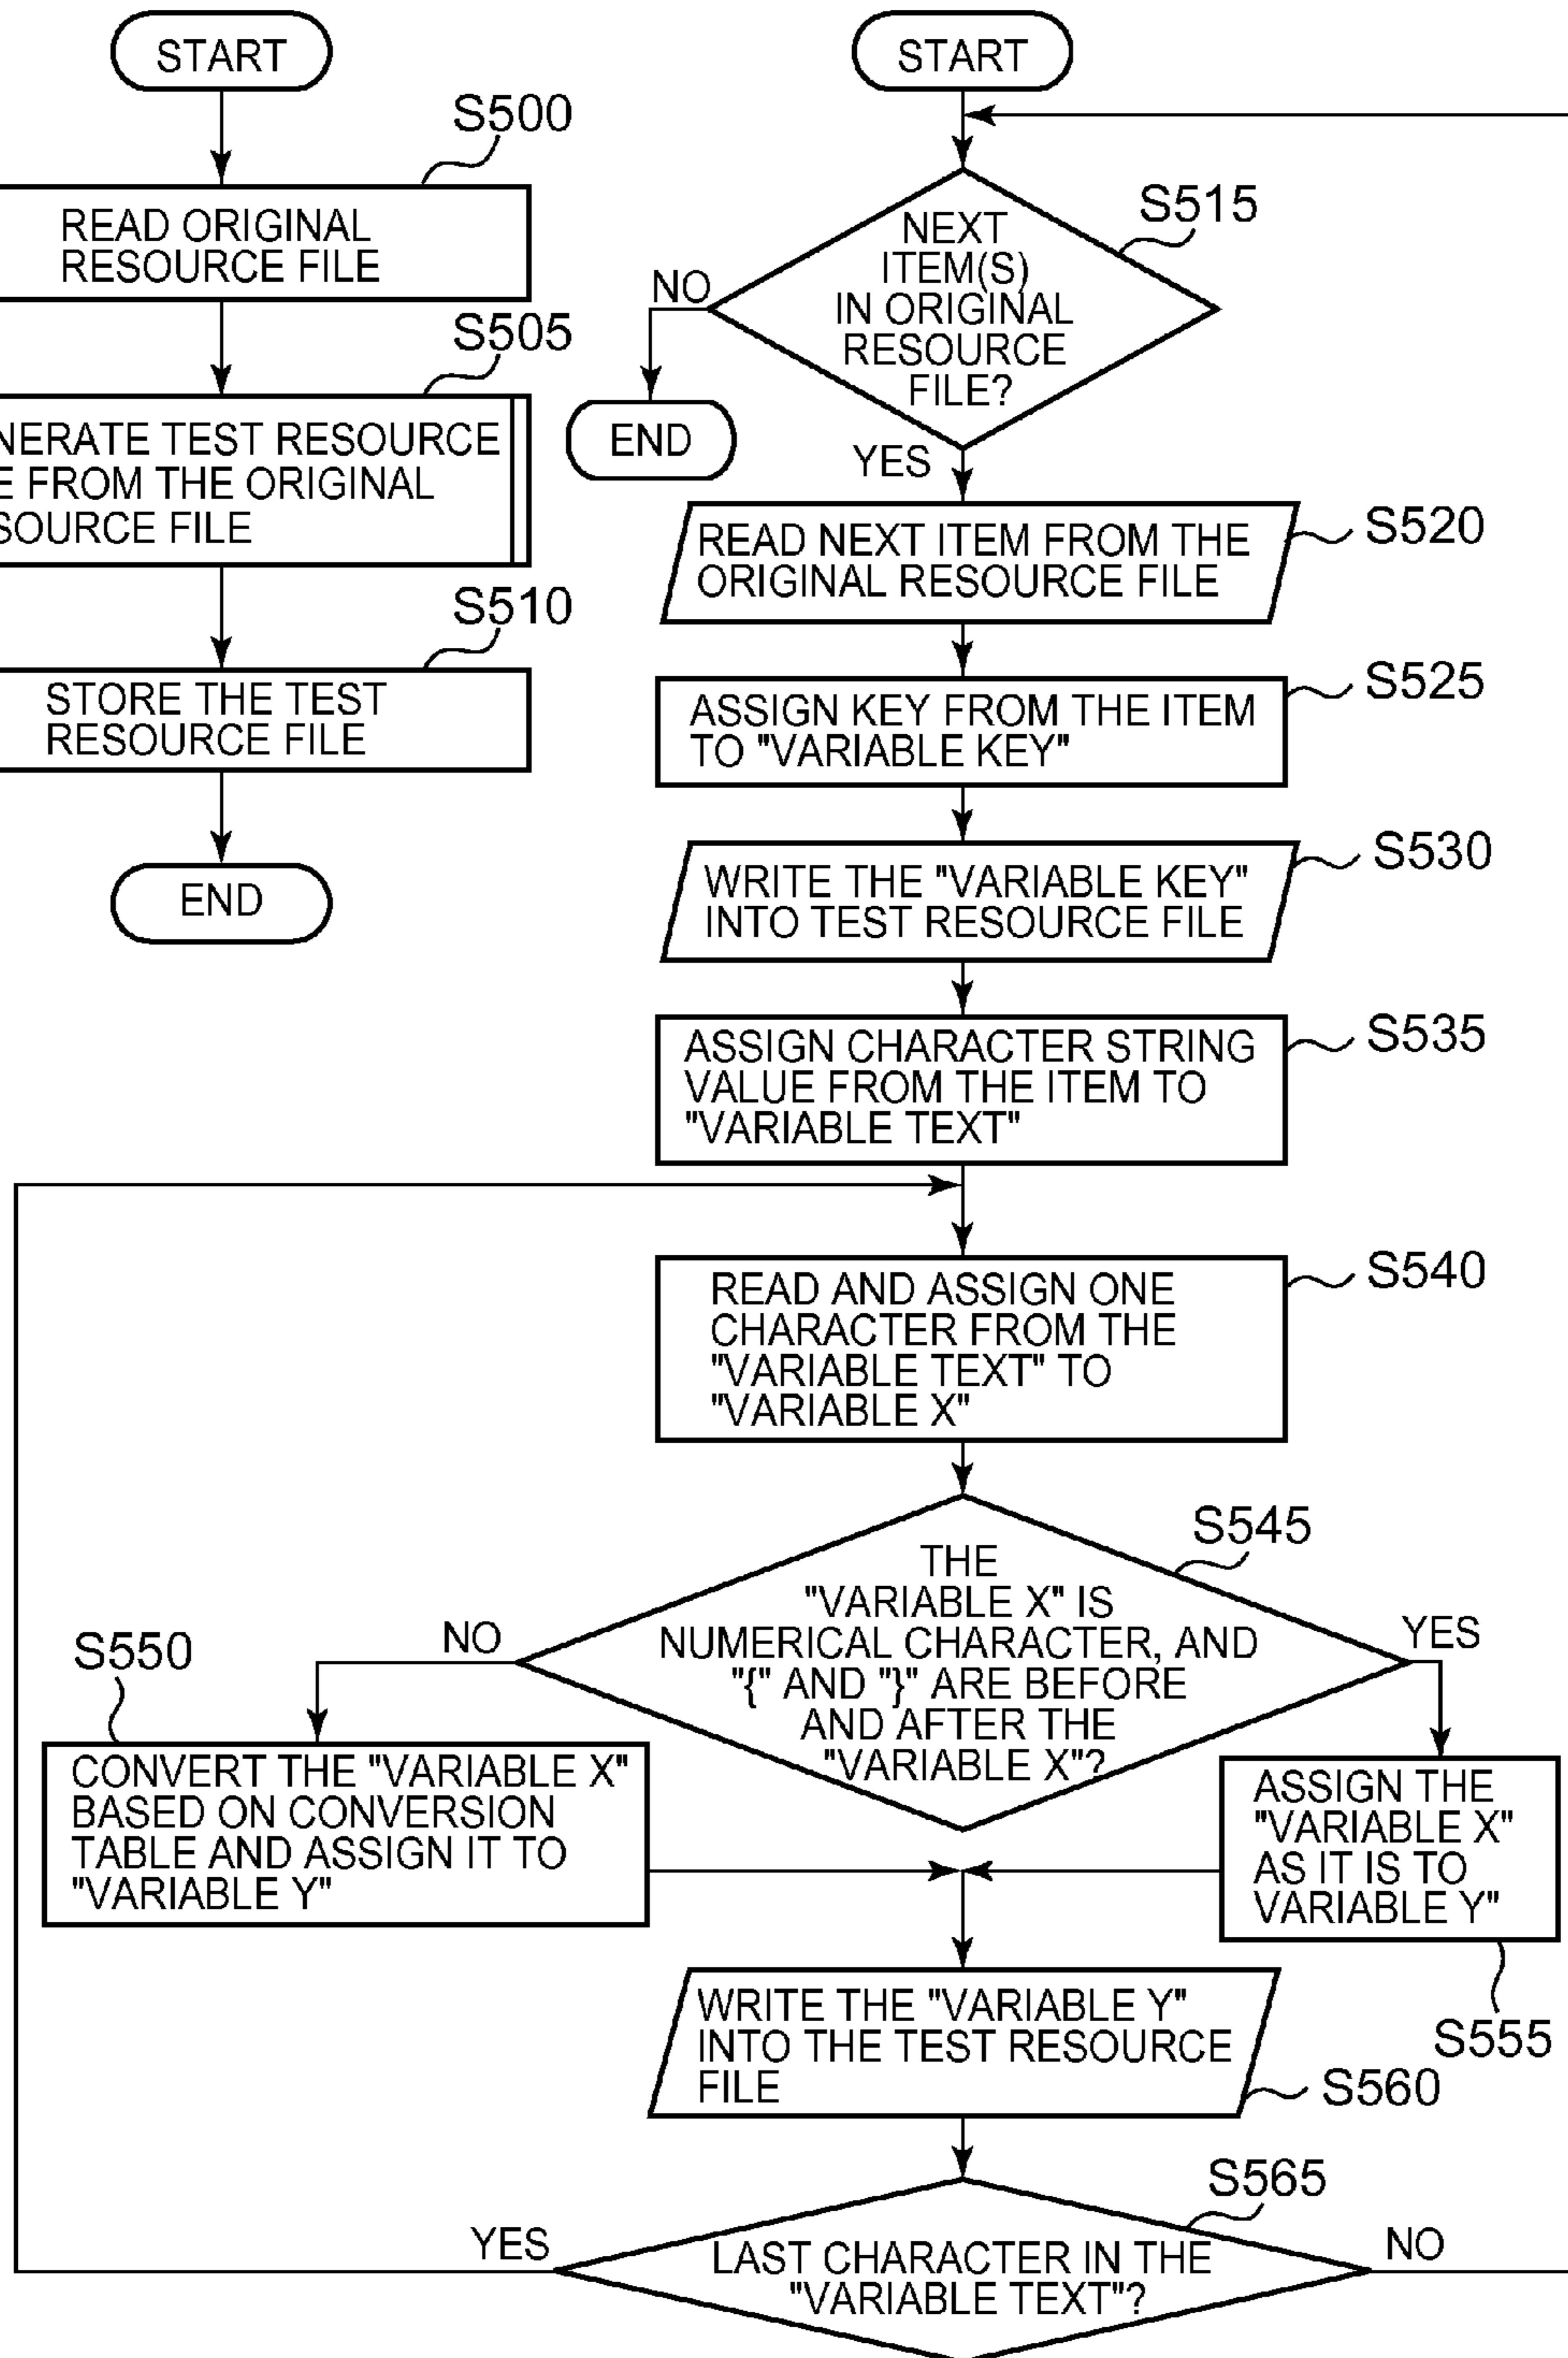 START
S500
READ ORIGINAL
RESOURCE FILE
S505
NERATE TEST RESOURCE
E FROM THE ORIGINAL
SOURCE FILE
S510
STORE THE TEST
RESOURCE FILE
END
START
S515
NEXT
ITEM(S)
IN ORIGINAL
RESOURCE
FILE?
NO
END
YES
S520
READ NEXT ITEM FROM THE
ORIGINAL RESOURCE FILE
S525
ASSIGN KEY FROM THE ITEM
TO "VARIABLE KEY"
S530
WRITE THE "VARIABLE KEY"
INTO TEST RESOURCE FILE
S535
ASSIGN CHARACTER STRING
VALUE FROM THE ITEM TO
"VARIABLE TEXT"
S540
READ AND ASSIGN ONE
CHARACTER FROM THE
"VARIABLE TEXT" TO
"VARIABLE X"
S545
THE
"VARIABLE X" IS
NUMERICAL CHARACTER, AND
"{" AND "}" ARE BEFORE
AND AFTER THE
"VARIABLE X"?
NO
YES
S550
CONVERT THE "VARIABLE X"
BASED ON CONVERSION
TABLE AND ASSIGN IT TO
"VARIABLE Y"
ASSIGN THE
"VARIABLE X"
AS IT IS TO
VARIABLE Y"
S555
WRITE THE "VARIABLE Y"
INTO THE TEST RESOURCE
FILE
S560
S565
YES
LAST CHARACTER IN THE
"VARIABLE TEXT"?
NO